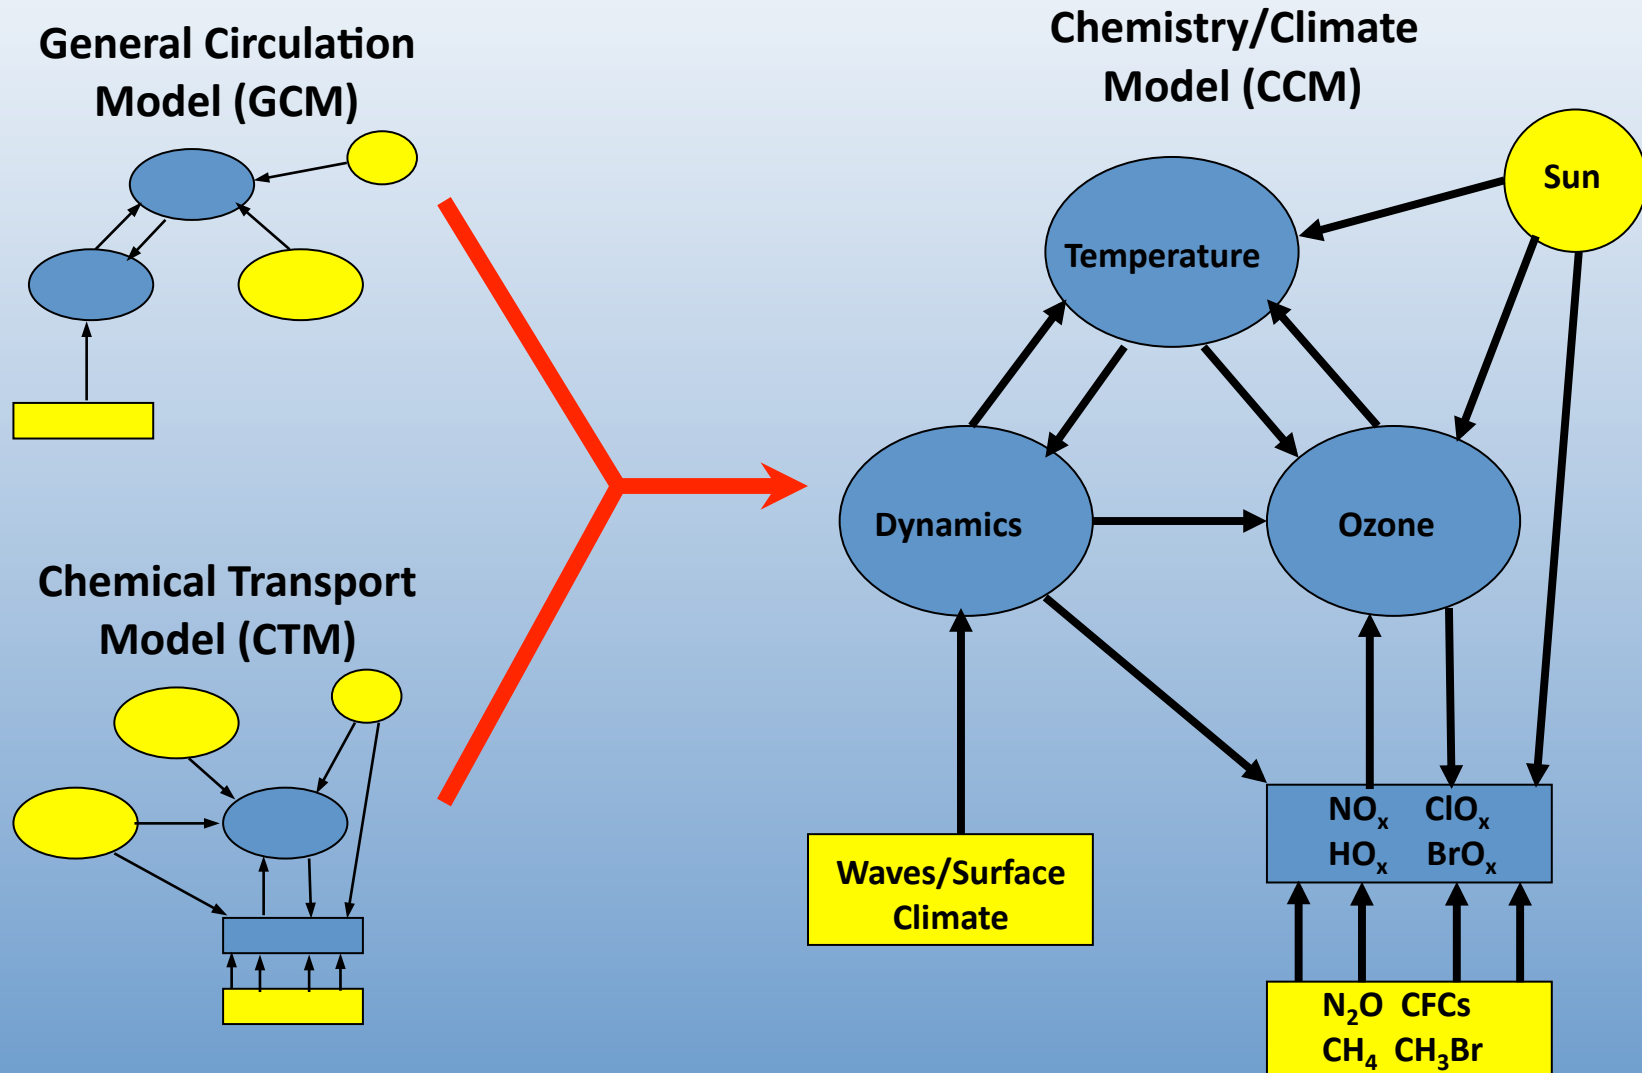 General Circulation
Model (GCM)
Chemical Transport
Model (CTM)
Chemistry/Climate
Model (CCM)
Sun
Temperature
Dynamics
Ozone
Waves/Surface
Climate
NOₓ ClOₓ
HOₓ BrOₓ
N₂O CFCs
CH₄ CH₃Br